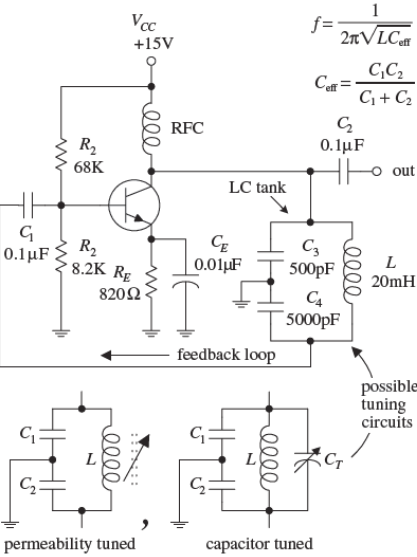 V_CC
+15V
f = 1 / 2π√LC_eff
C_eff = C₁C₂ / C₁ + C₂
RFC
R₂
68K
C₂
0.1μF
out
LC tank
C₁
0.1μF
R₂
8.2K
R_E
820Ω
C_E
0.01μF
C₃
500pF
C₄
5000pF
L
20mH
feedback loop
possible
tuning
circuits
C₁
L
C₂
permeability tuned
,
C₁
L
C_T
C₂
capacitor tuned